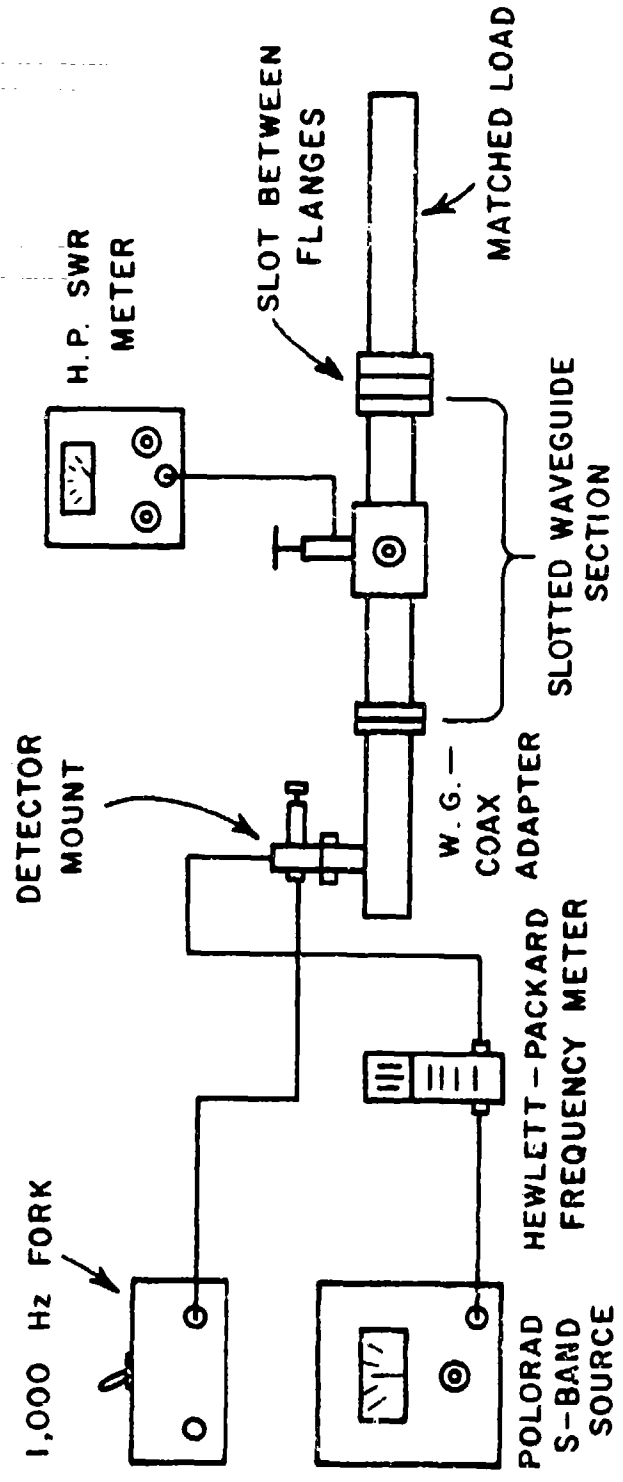 1,000 Hz FORK
DETECTOR
MOUNT
H.P. SWR
METER
SLOT BETWEEN
FLANGES
POLORAD
S-BAND
SOURCE
HEWLETT-PACKARD
FREQUENCY METER
W.G.-
COAX
ADAPTER
SLOTTED WAVEGUIDE
SECTION
MATCHED LOAD